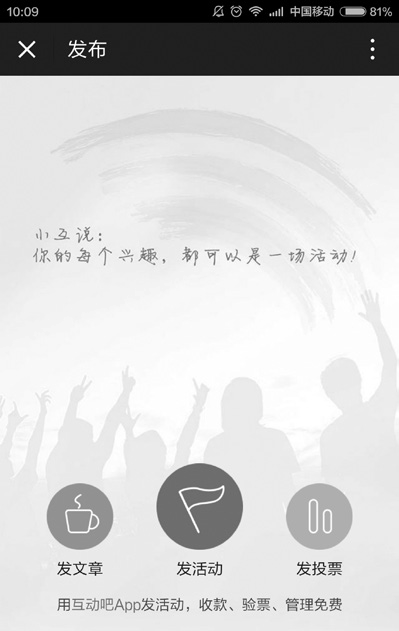 10:09 中国移动 81%
发布
小互说：
你的每个兴趣，都可以是一场活动！
发文章 发活动 发投票
用互动吧App发活动，收款、验票、管理免费